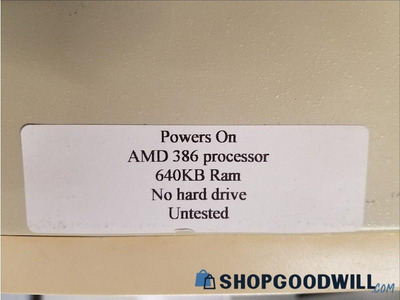 Powers On
AMD 386 processor
640KB Ram
No hard drive
Untested
SHOPGOODWILL.COM